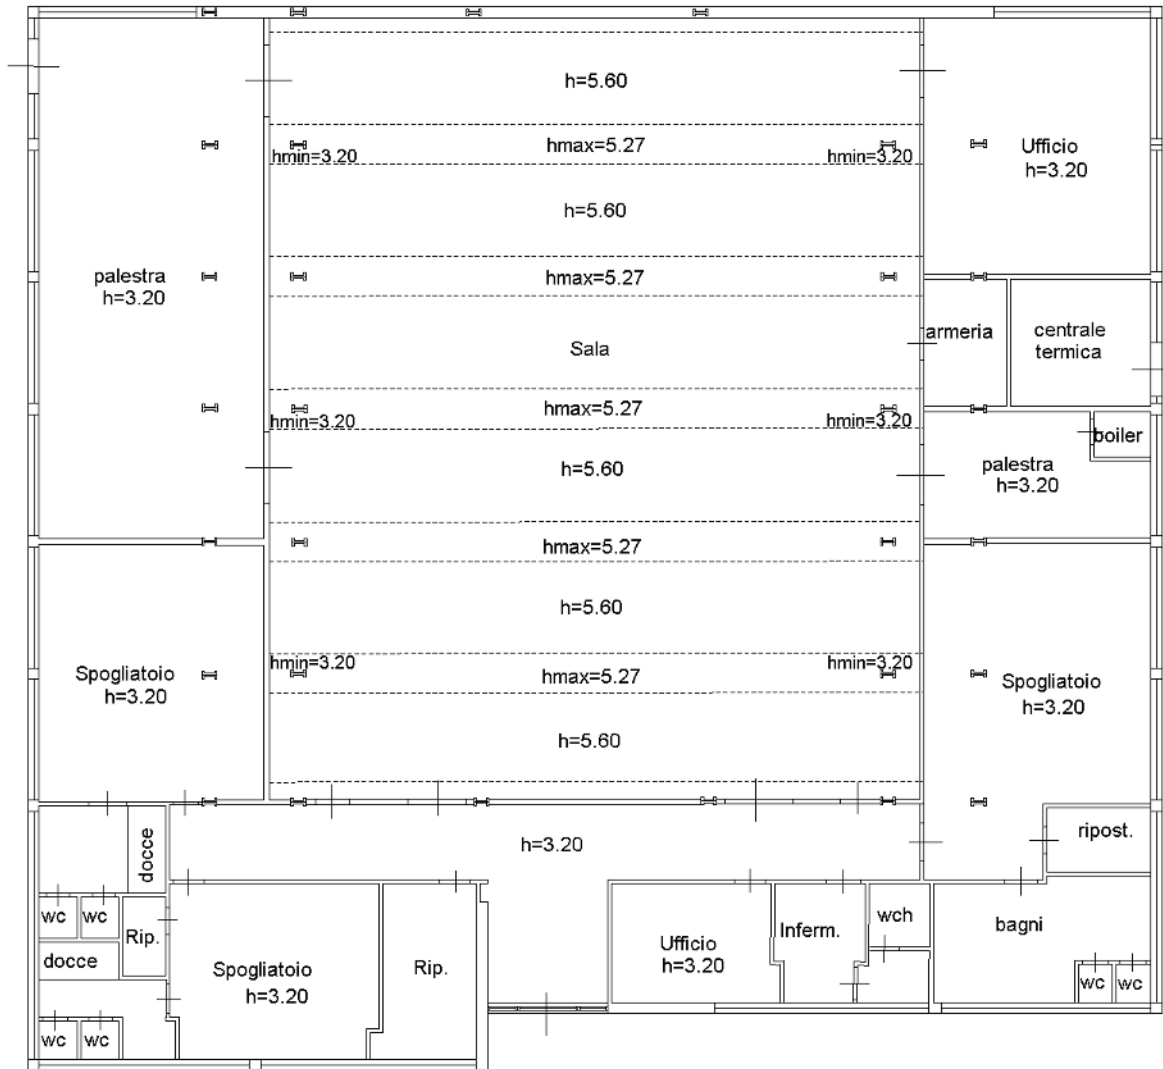 h=5.60
hmax=5.27
hmin=3.20
hmin=3.20
Ufficio
h=3.20
h=5.60
palestra
h=3.20
hmax=5.27
armeria
centrale
termica
Sala
hmax=5.27
hmin=3.20
hmin=3.20
boiler
h=5.60
palestra
h=3.20
hmax=5.27
h=5.60
hmin=3.20
hmin=3.20
Spogliatoio
h=3.20
hmax=5.27
Spogliatoio
h=3.20
h=5.60
docce
h=3.20
ripost.
wc
wc
Rip.
wch
Inferm.
bagni
docce
Spogliatoio
h=3.20
Rip.
Ufficio
h=3.20
wc
wc
wc
wc